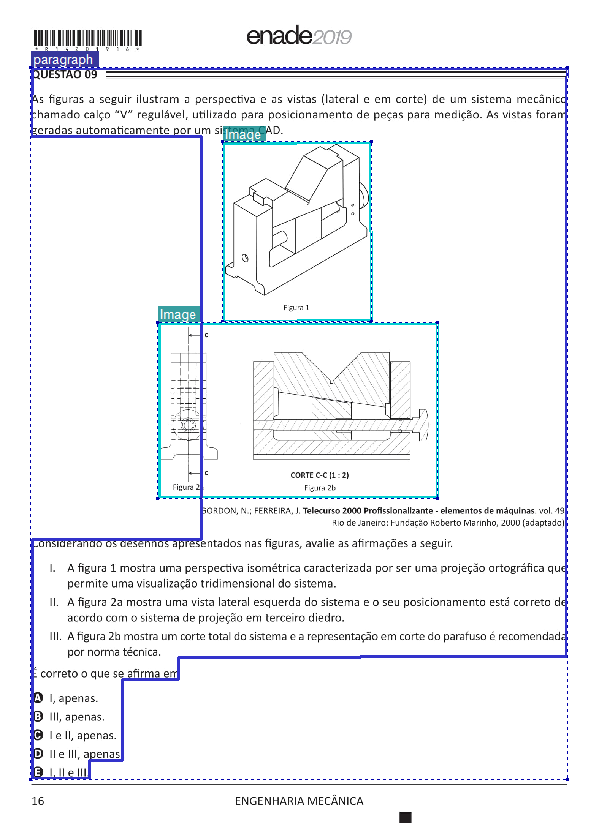 *R1620191​6*
enade2019
paragraph
QUESTÃO 09
As figuras a seguir ilustram a perspectiva e as vistas (lateral e em corte) de um sistema mecânico
chamado calço “V” regulável, utilizado para posicionamento de peças para medição. As vistas foram
geradas automaticamente por um sistema CAD.
Image
Figura 1
Image
C
C
Figura 2
CORTE C-C (1 : 2)
Figura 2b
GORDON, N.; FERREIRA, J. Telecurso 2000 Profissionalizante - elementos de máquinas. vol. 49.
Rio de Janeiro: Fundação Roberto Marinho, 2000 (adaptado).
Considerando os desenhos apresentados nas figuras, avalie as afirmações a seguir.
I. A figura 1 mostra uma perspectiva isométrica caracterizada por ser uma projeção ortográfica que
permite uma visualização tridimensional do sistema.
II. A figura 2a mostra uma vista lateral esquerda do sistema e o seu posicionamento está correto de
acordo com o sistema de projeção em terceiro diedro.
III. A figura 2b mostra um corte total do sistema e a representação em corte do parafuso é recomendada
por norma técnica.
É correto o que se afirma em
A I, apenas.
B III, apenas.
C I e II, apenas.
D II e III, apenas.
E I, II e III.
16 ENGENHARIA MECÂNICA